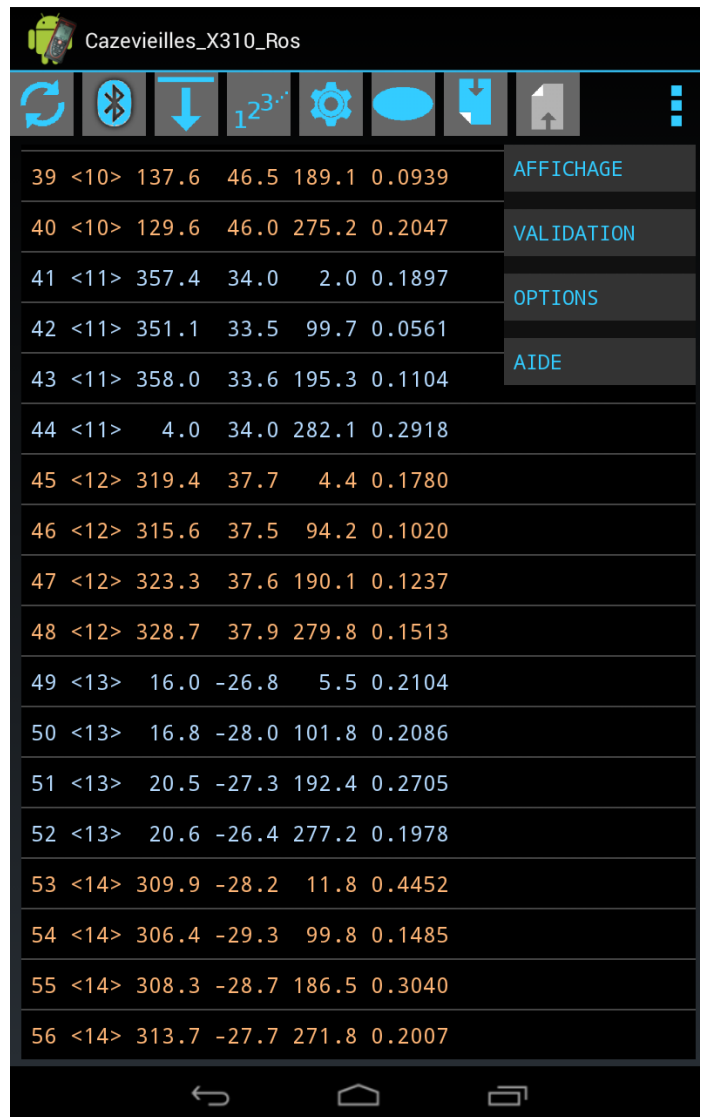 Cazevieilles_X310_Ros
123
39 <10> 137.6 46.5 189.1 0.0939
40 <10> 129.6 46.0 275.2 0.2047
41 <11> 357.4 34.0 2.0 0.1897
42 <11> 351.1 33.5 99.7 0.0561
43 <11> 358.0 33.6 195.3 0.1104
44 <11> 4.0 34.0 282.1 0.2918
45 <12> 319.4 37.7 4.4 0.1780
46 <12> 315.6 37.5 94.2 0.1020
47 <12> 323.3 37.6 190.1 0.1237
48 <12> 328.7 37.9 279.8 0.1513
49 <13> 16.0 -26.8 5.5 0.2104
50 <13> 16.8 -28.0 101.8 0.2086
51 <13> 20.5 -27.3 192.4 0.2705
52 <13> 20.6 -26.4 277.2 0.1978
53 <14> 309.9 -28.2 11.8 0.4452
54 <14> 306.4 -29.3 99.8 0.1485
55 <14> 308.3 -28.7 186.5 0.3040
56 <14> 313.7 -27.7 271.8 0.2007
AFFICHAGE
VALIDATION
OPTIONS
AIDE